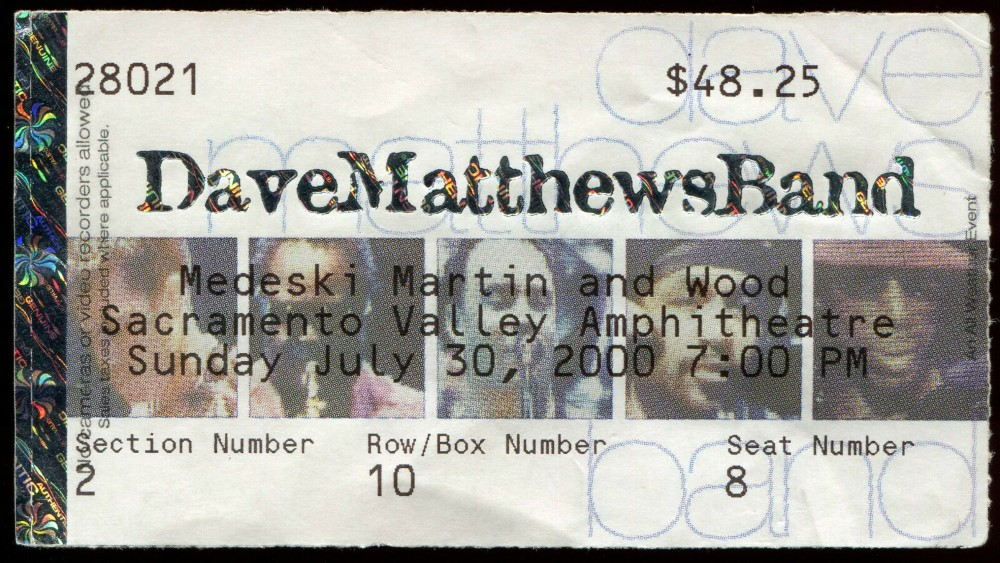 28021
$48.25
dave
matthews
band
DaveMatthewsBand
Medeski Martin and Wood
Sacramento Valley Amphitheatre
Sunday July 30, 2000 7:00 PM
Section Number Row/Box Number Seat Number
2 10 8
No cameras or video recorders allowed.
Sales taxes included where applicable.
Event
GENUINE